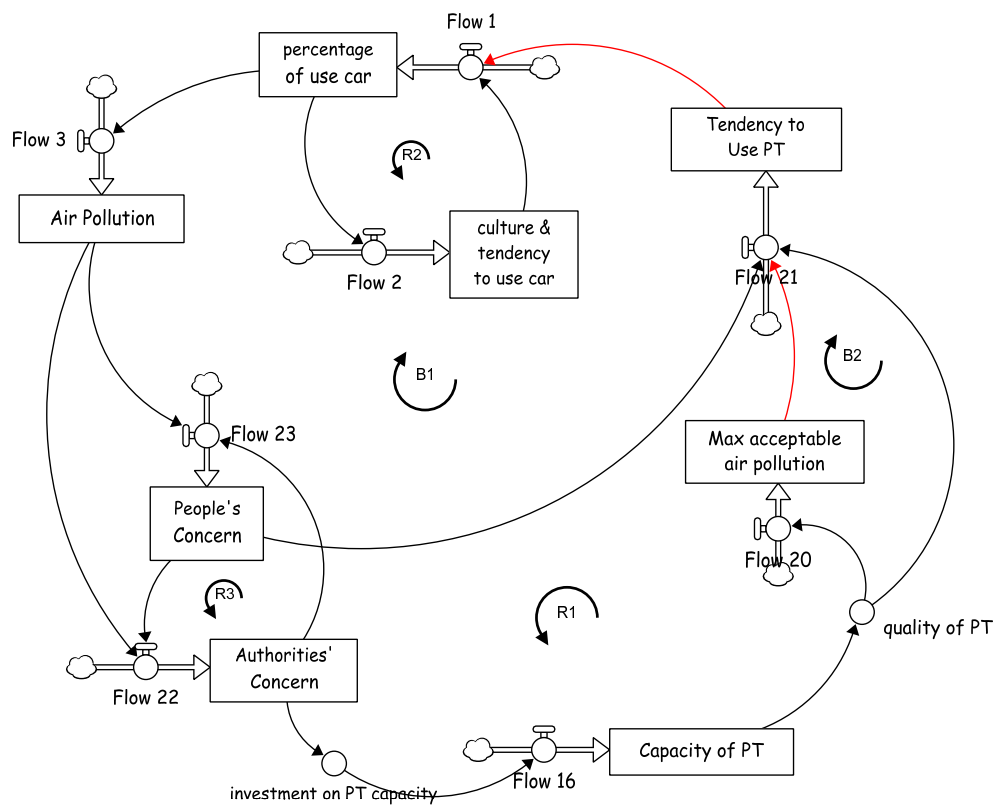 Flow 1
percentage
of use car
Flow 3
Tendency to
Use PT
R2
Air Pollution
culture &
tendency
to use car
Flow 2
Flow 21
B2
B1
Flow 23
Max acceptable
air pollution
People's
Concern
Flow 20
R3
R1
quality of PT
Authorities'
Concern
Flow 22
Capacity of PT
Flow 16
investment on PT capacity